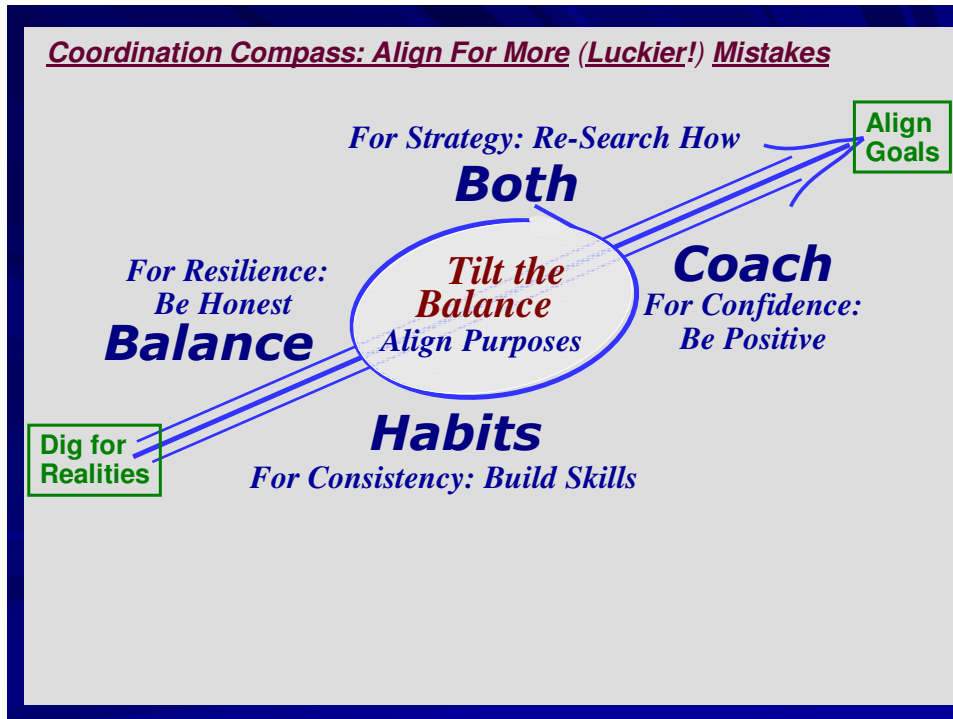 Coordination Compass: Align For More (Luckier!) Mistakes
Align
Goals
For Strategy: Re-Search How
Both
For Resilience:
Be Honest
Balance
Tilt the
Balance
Align Purposes
Coach
For Confidence:
Be Positive
Habits
For Consistency: Build Skills
Dig for
Realities